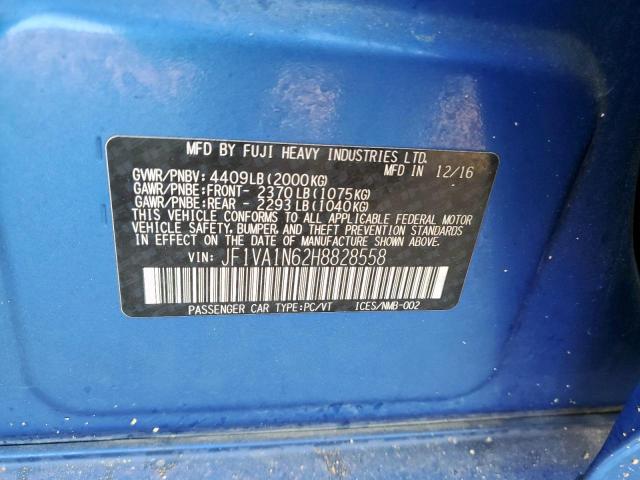 MFD BY FUJI HEAVY INDUSTRIES LTD.
MFD IN 12/16
GVWR/PNBV: 4409LB(2000KG)
GAWR/PNBE:FRONT- 2370LB(1075KG)
GAWR/PNBE:REAR - 2293LB(1040KG)
THIS VEHICLE CONFORMS TO ALL APPLICABLE FEDERAL MOTOR
VEHICLE SAFETY, BUMPER, AND THEFT PREVENTION STANDARDS
IN EFFECT ON THE DATE OF MANUFACTURE SHOWN ABOVE.
VIN: JF1VA1N62H8828558
PASSENGER CAR TYPE:PC/VT ICES/NMB-002